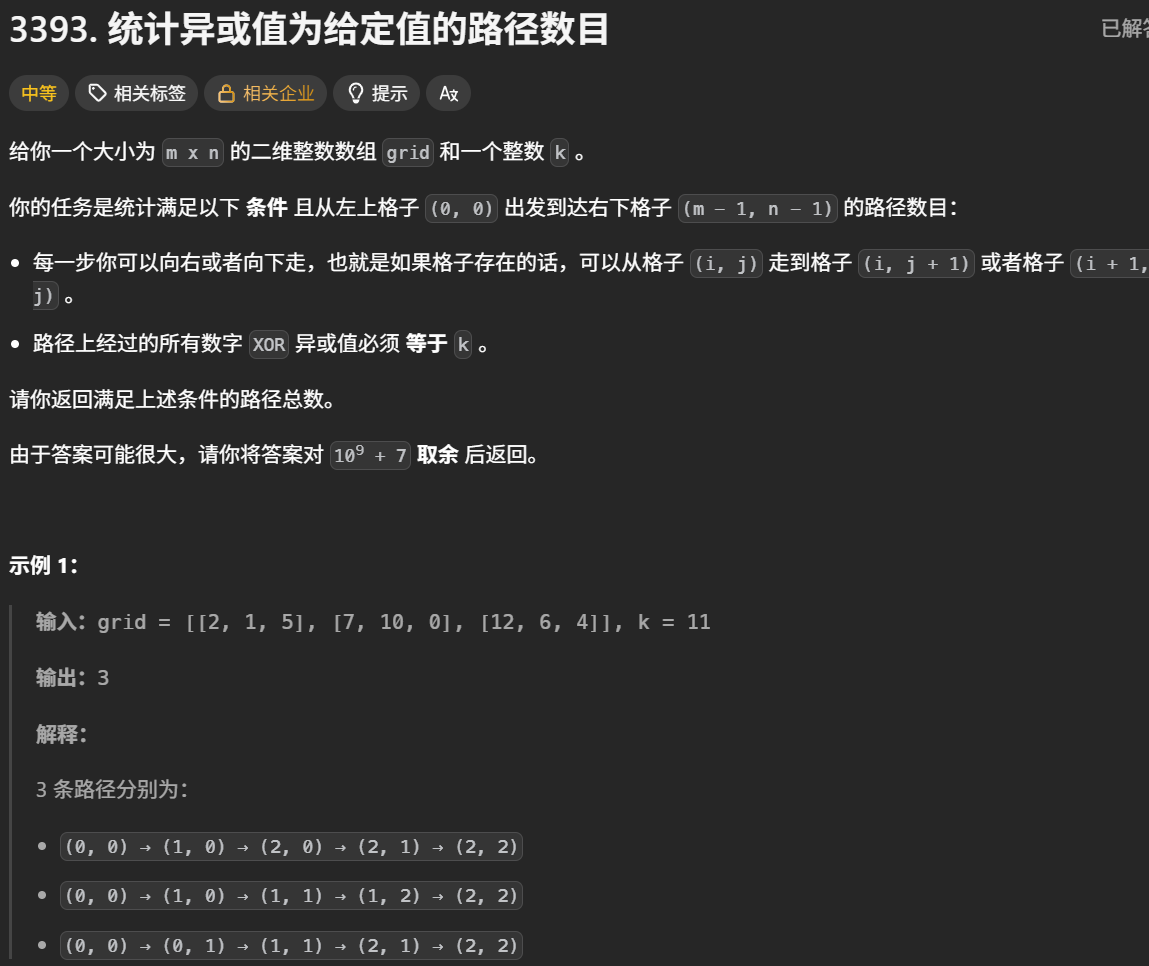 3393. 统计异或值为给定值的路径数目
已解答
中等 相关标签 相关企业 提示 Ax
给你一个大小为 m x n 的二维整数数组 grid 和一个整数 k 。
你的任务是统计满足以下 条件 且从左上格子 (0, 0) 出发到达右下格子 (m - 1, n - 1) 的路径数目：
每一步你可以向右或者向下走，也就是如果格子存在的话，可以从格子 (i, j) 走到格子 (i, j + 1) 或者格子 (i + 1,
j) 。
路径上经过的所有数字 XOR 异或值必须 等于 k 。
请你返回满足上述条件的路径总数。
由于答案可能很大，请你将答案对 10⁹ + 7 取余 后返回。
示例 1：
输入：grid = [[2, 1, 5], [7, 10, 0], [12, 6, 4]], k = 11
输出：3
解释：
3 条路径分别为：
(0, 0) → (1, 0) → (2, 0) → (2, 1) → (2, 2)
(0, 0) → (1, 0) → (1, 1) → (1, 2) → (2, 2)
(0, 0) → (0, 1) → (1, 1) → (2, 1) → (2, 2)